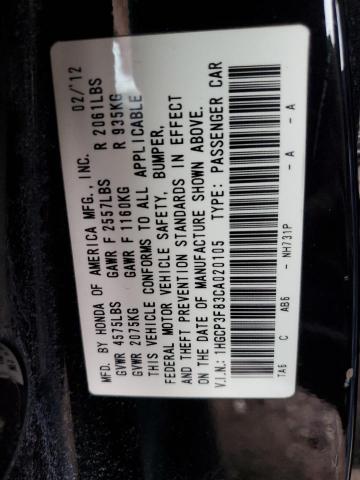 MFD. BY HONDA OF AMERICA MFG., INC. 02/12
GVWR 4575LBS GAWR F 2557LBS R 2061LBS
GVWR 2075KG GAWR F 1160KG R 935KG
THIS VEHICLE CONFORMS TO ALL APPLICABLE
FEDERAL MOTOR VEHICLE SAFETY, BUMPER,
AND THEFT PREVENTION STANDARDS IN EFFECT
ON THE DATE OF MANUFACTURE SHOWN ABOVE.
V.I.N.: 1HGCP3F83CA020105 TYPE: PASSENGER CAR
TA6 C AB6 - NH731P - A - A